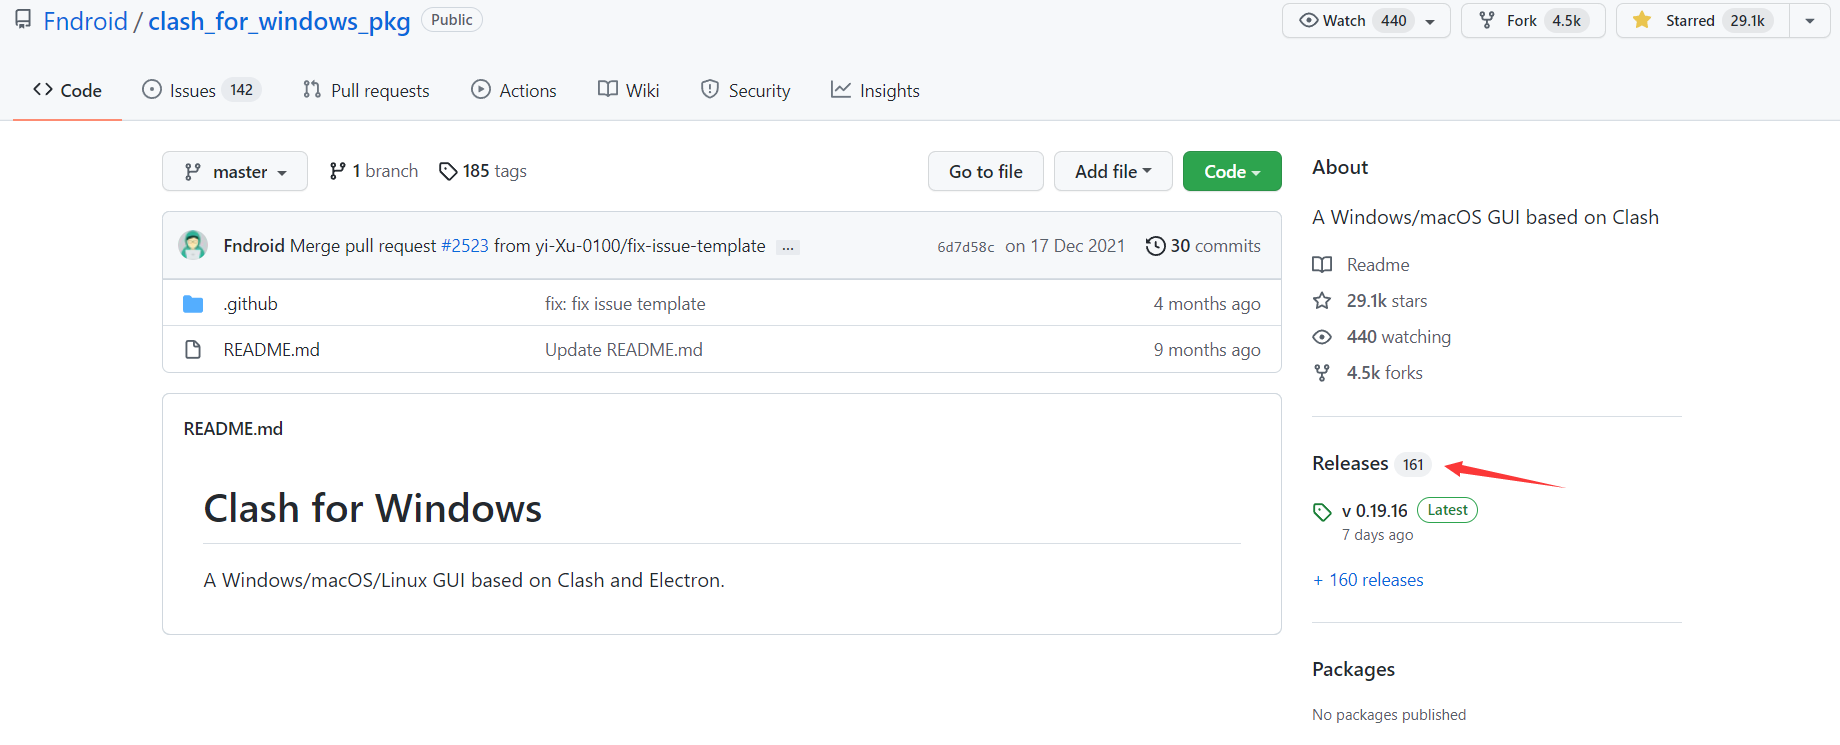 Fndroid / clash_for_windows_pkg Public Watch 440 Fork 4.5k Starred 29.1k
Code Issues 142 Pull requests Actions Wiki Security Insights
master 1 branch 185 tags Go to file Add file Code
Fndroid Merge pull request #2523 from yi-Xu-0100/fix-issue-template ... 6d7d58c on 17 Dec 2021 30 commits
.github fix: fix issue template 4 months ago
README.md Update README.md 9 months ago
README.md
Clash for Windows
A Windows/macOS/Linux GUI based on Clash and Electron.
About
A Windows/macOS GUI based on Clash
Readme
29.1k stars
440 watching
4.5k forks
Releases 161
v 0.19.16 Latest
7 days ago
+ 160 releases
Packages
No packages published